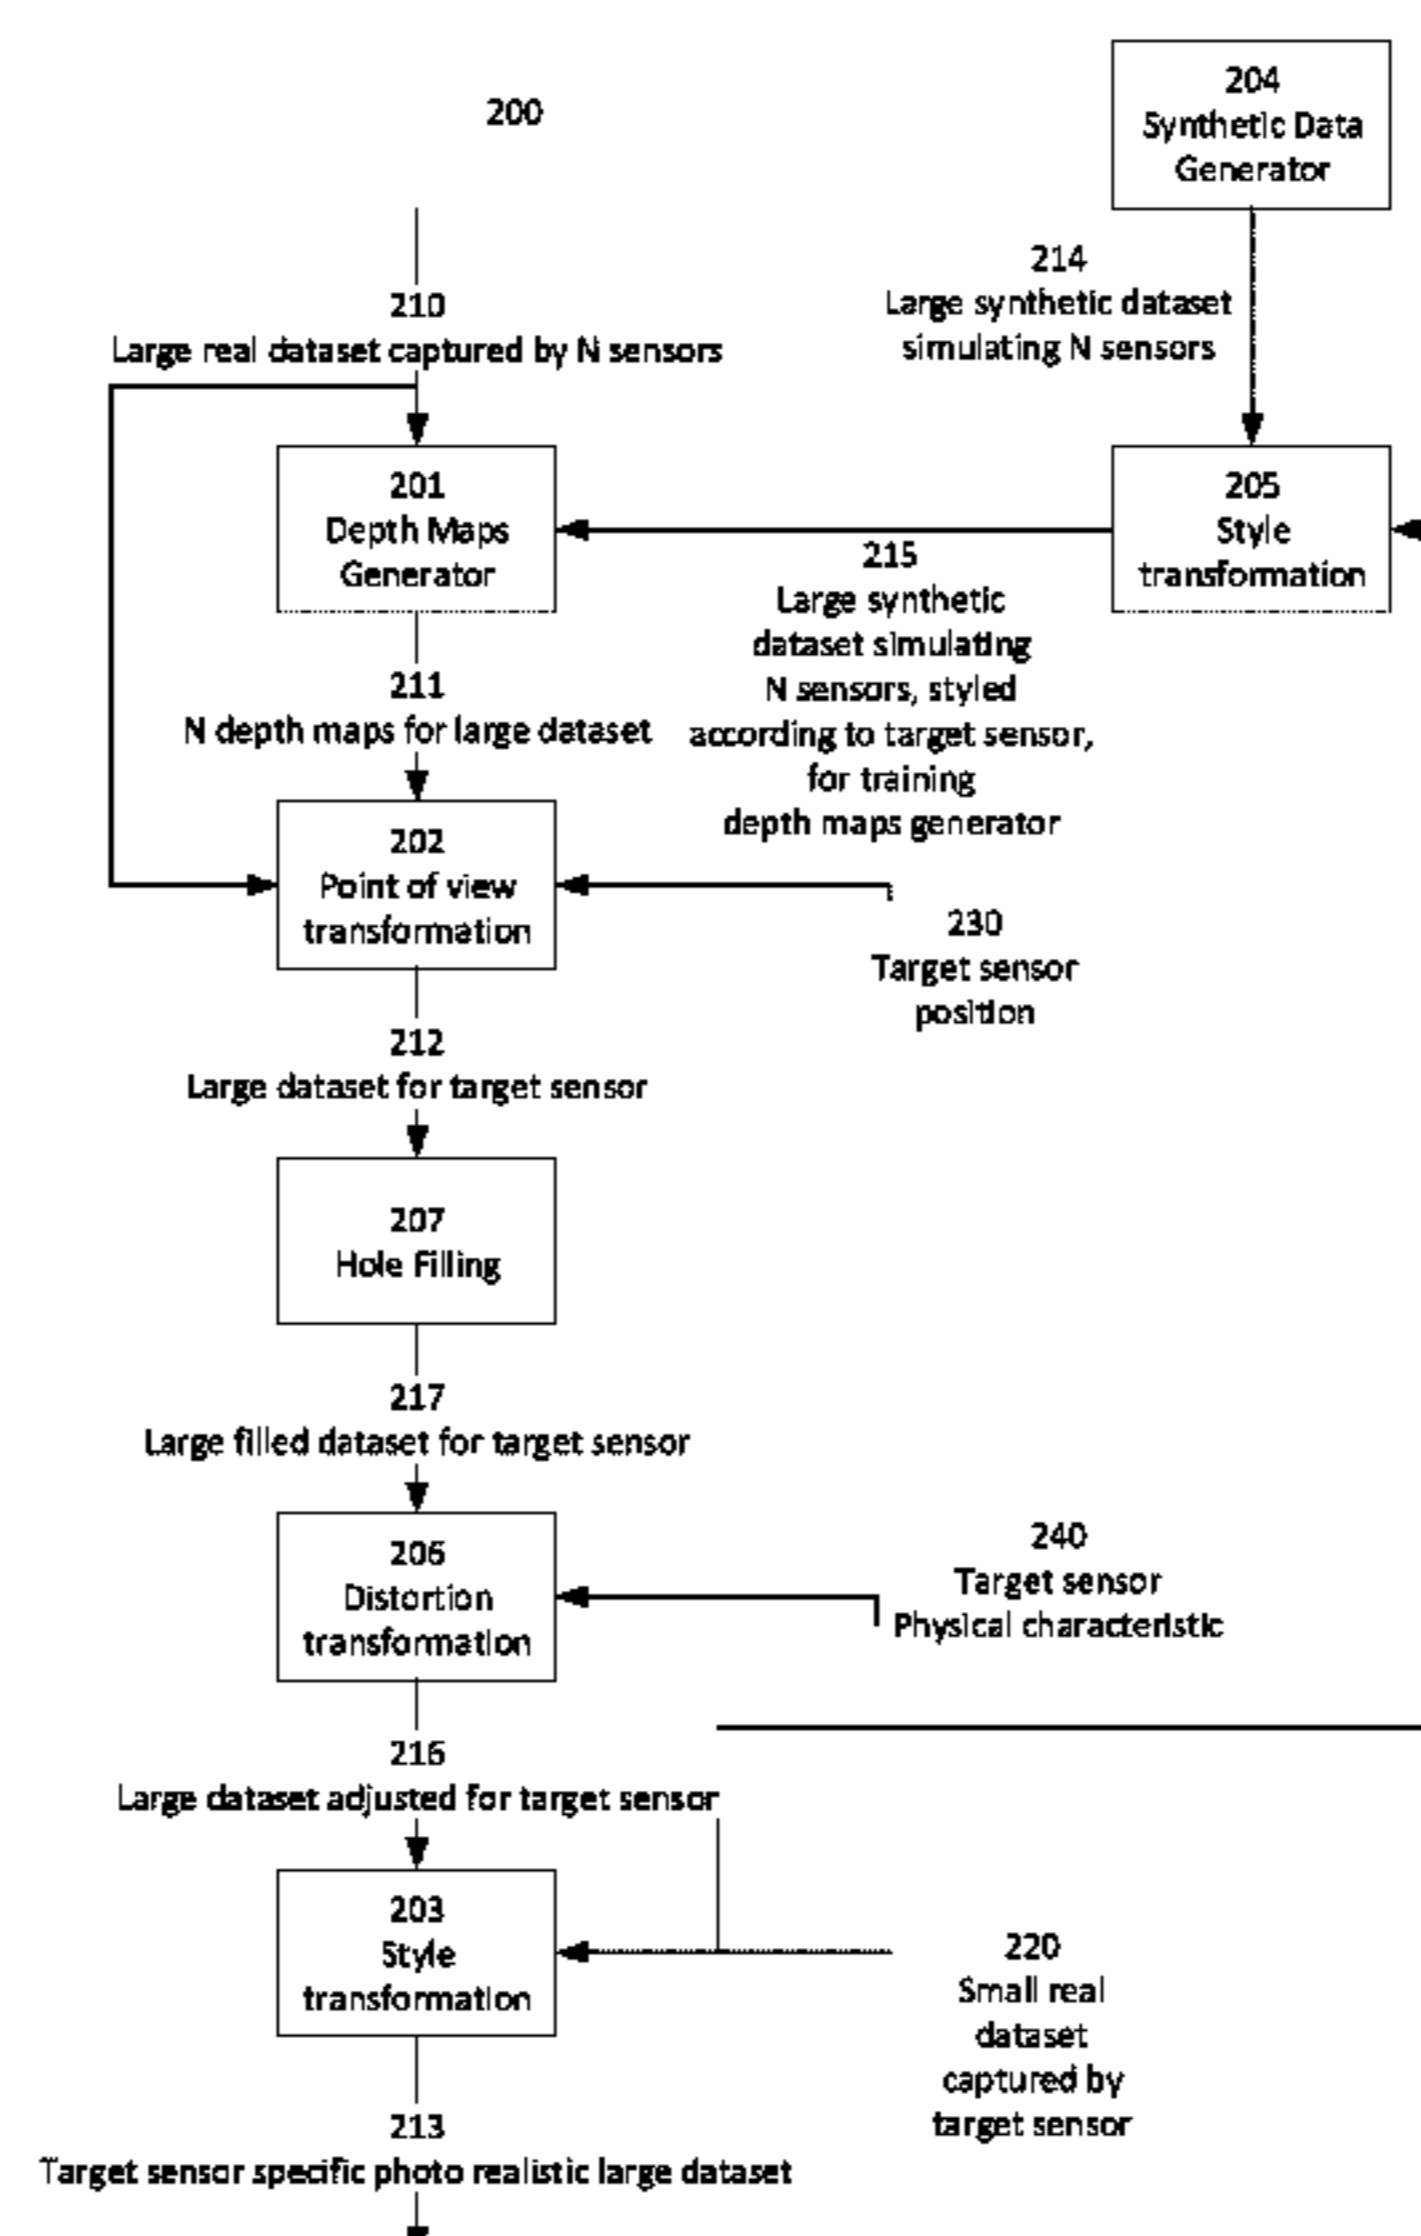 200
204
Synthetic Data
Generator
214
Large synthetic dataset
simulating N sensors
210
Large real dataset captured by N sensors
201
Depth Maps
Generator
205
Style
transformation
215
Large synthetic
dataset simulating
N sensors, styled
according to target sensor,
for training
depth maps generator
211
N depth maps for large dataset
202
Point of view
transformation
230
Target sensor
position
212
Large dataset for target sensor
207
Hole Filling
217
Large filled dataset for target sensor
206
Distortion
transformation
240
Target sensor
Physical characteristic
216
Large dataset adjusted for target sensor
203
Style
transformation
220
Small real
dataset
captured by
target sensor
213
Target sensor specific photo realistic large dataset